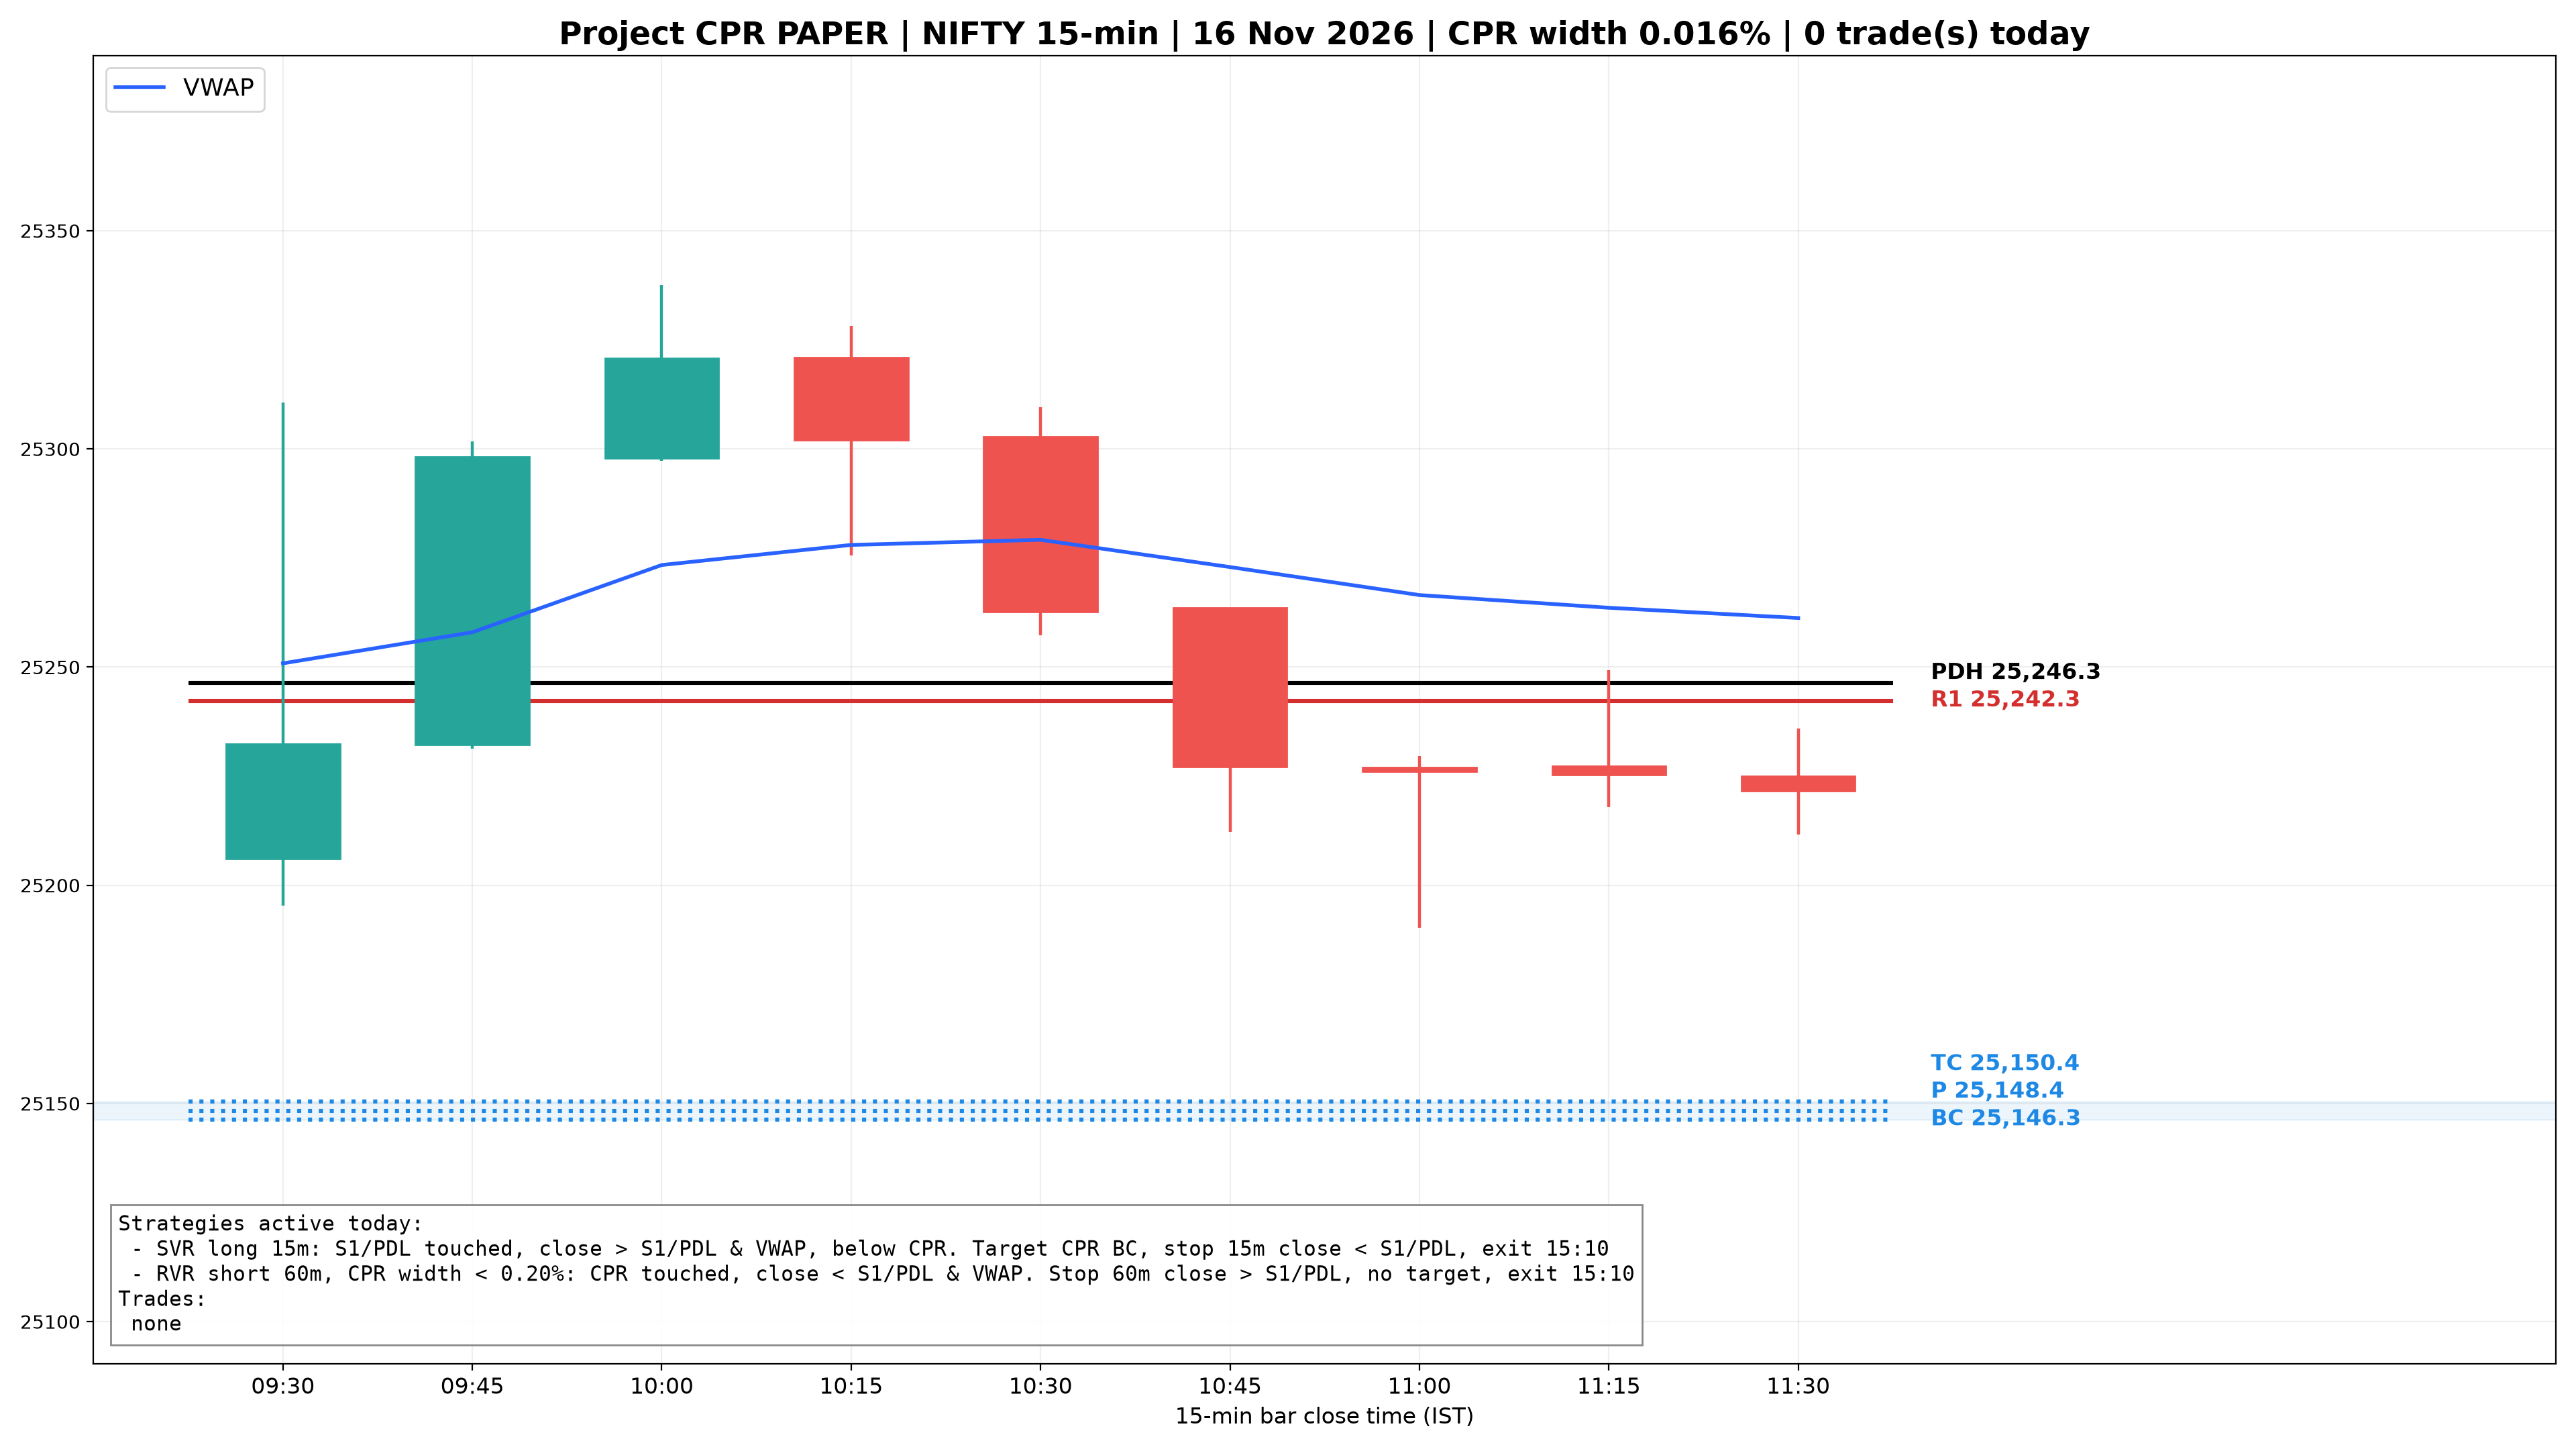 Project CPR PAPER | NIFTY 15-min | 16 Nov 2026 | CPR width 0.016% | 0 trade(s) today
VWAP
25350
25300
25250
25200
25150
25100
PDH 25,246.3
R1 25,242.3
TC 25,150.4
P 25,148.4
BC 25,146.3
Strategies active today:
- SVR long 15m: S1/PDL touched, close > S1/PDL & VWAP, below CPR. Target CPR BC, stop 15m close < S1/PDL, exit 15:10
- RVR short 60m, CPR width < 0.20%: CPR touched, close < S1/PDL & VWAP. Stop 60m close > S1/PDL, no target, exit 15:10
Trades:
none
09:30 09:45 10:00 10:15 10:30 10:45 11:00 11:15 11:30
15-min bar close time (IST)